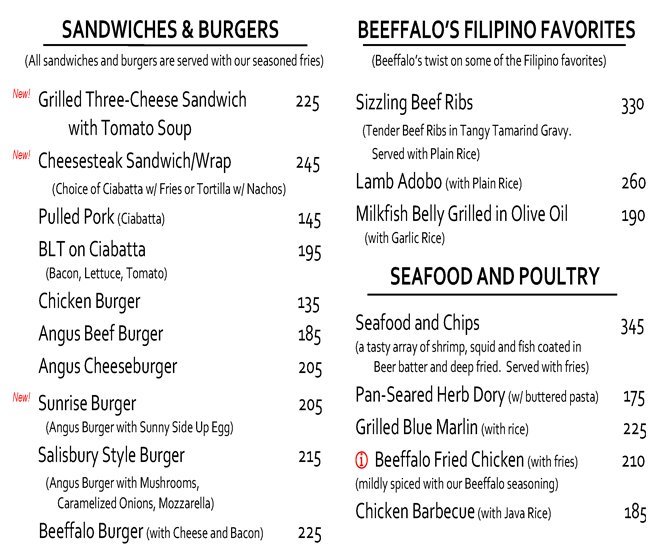 SANDWICHES & BURGERS
(All sandwiches and burgers are served with our seasoned fries)
New! Grilled Three-Cheese Sandwich 225
with Tomato Soup
New! Cheesesteak Sandwich/Wrap 245
(Choice of Ciabatta w/ Fries or Tortilla w/ Nachos)
Pulled Pork (Ciabatta) 145
BLT on Ciabatta 195
(Bacon, Lettuce, Tomato)
Chicken Burger 135
Angus Beef Burger 185
Angus Cheeseburger 205
New! Sunrise Burger 205
(Angus Burger with Sunny Side Up Egg)
Salisbury Style Burger 215
(Angus Burger with Mushrooms,
Caramelized Onions, Mozzarella)
Beeffalo Burger (with Cheese and Bacon) 225
BEEFFALO'S FILIPINO FAVORITES
(Beeffalo's twist on some of the Filipino favorites)
Sizzling Beef Ribs 330
(Tender Beef Ribs in Tangy Tamarind Gravy.
Served with Plain Rice)
Lamb Adobo (with Plain Rice) 260
Milkfish Belly Grilled in Olive Oil 190
(with Garlic Rice)
SEAFOOD AND POULTRY
Seafood and Chips 345
(a tasty array of shrimp, squid and fish coated in
Beer batter and deep fried. Served with fries)
Pan-Seared Herb Dory (w/ buttered pasta) 175
Grilled Blue Marlin (with rice) 225
Beeffalo Fried Chicken (with fries) 210
(mildly spiced with our Beeffalo seasoning)
Chicken Barbecue (with Java Rice) 185